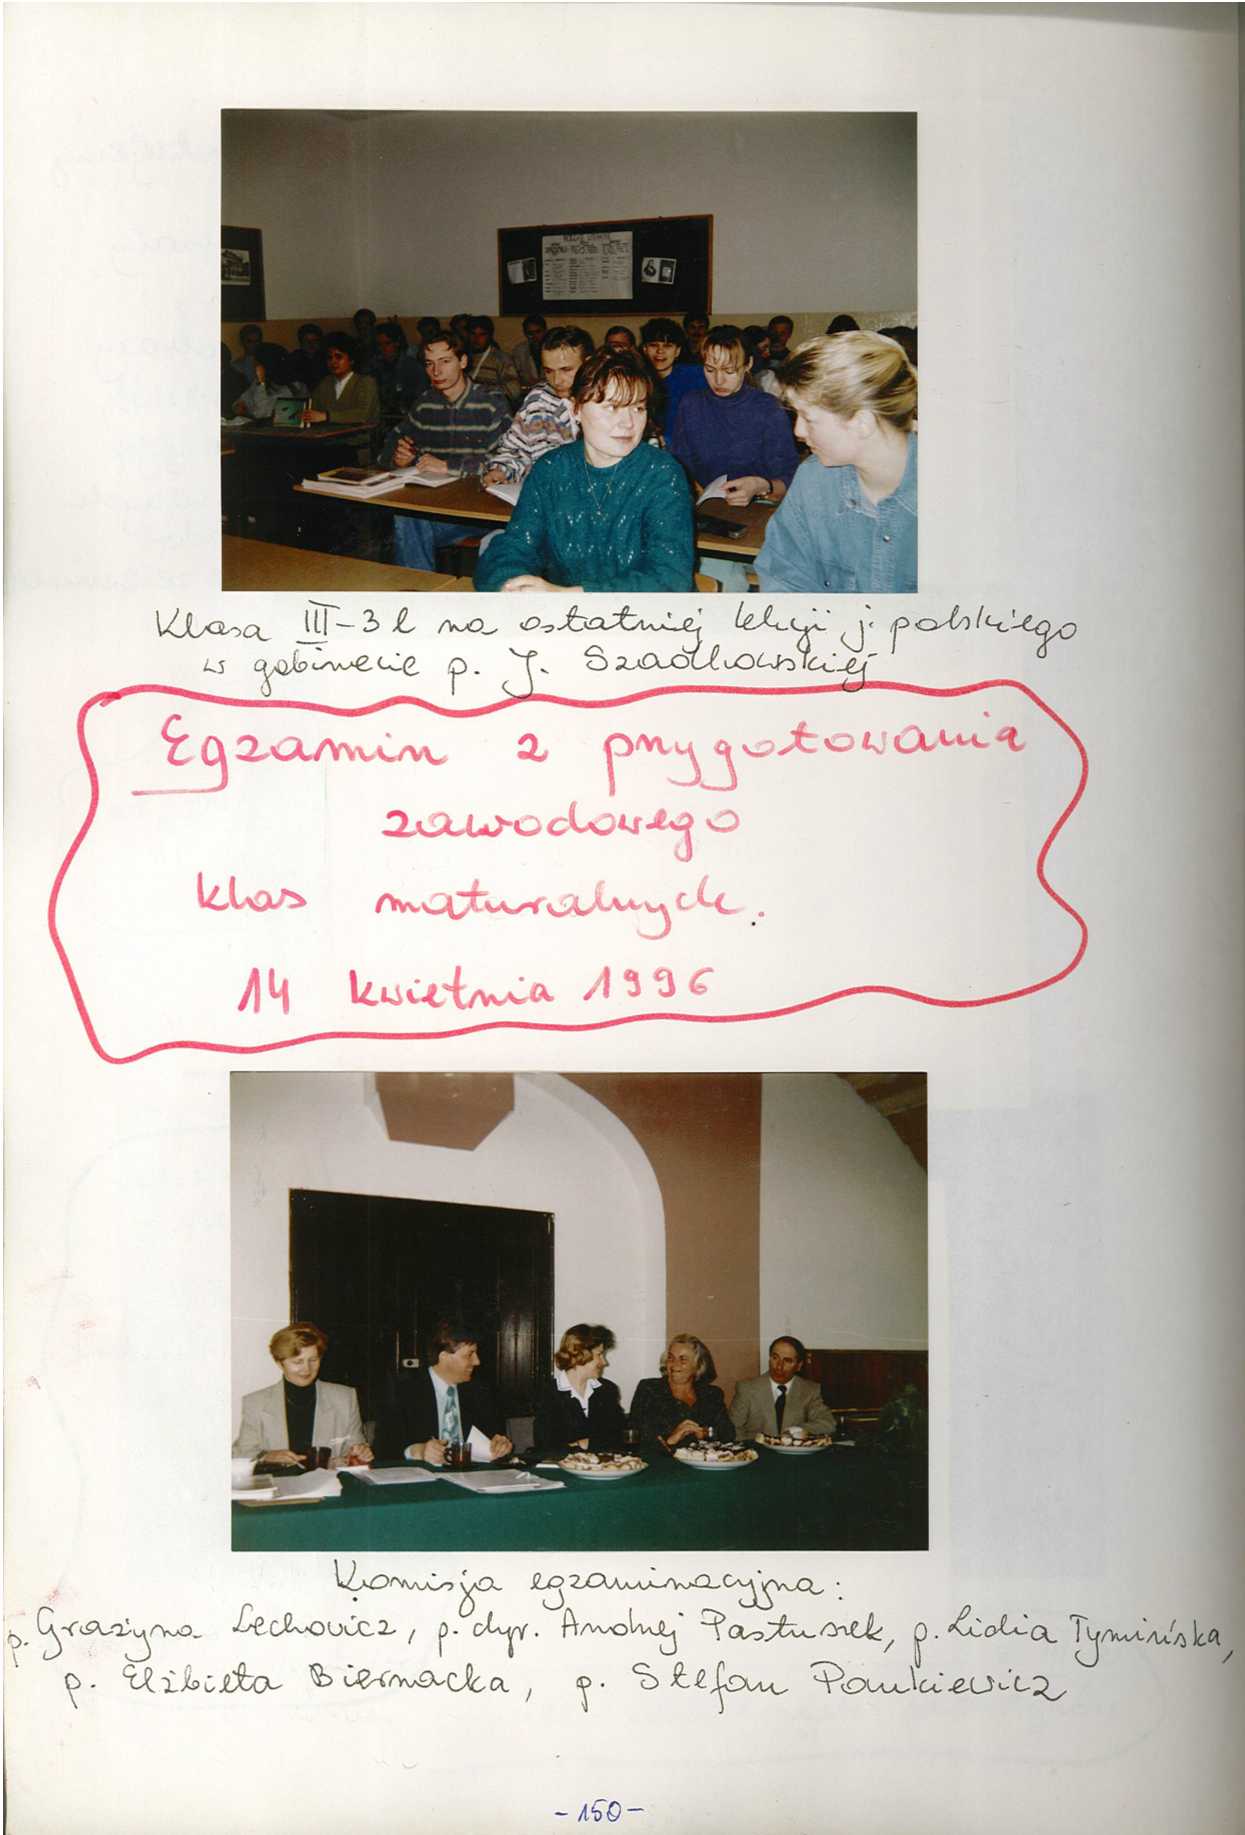 Klasa III-3l na ostatniej lekcji j. polskiego
w gabinecie p. J. Szadkowskiej
Egzamin z przygotowania
zawodowego
klas maturalnych.
14 kwietnia 1996
Komisja egzaminacyjna:
p. Grażyna Lechowicz, p. dyr. Andrzej Pastusiek, p. Lidia Tymińska,
p. Elżbieta Biernacka, p. Stefan Pankiewicz
-150-